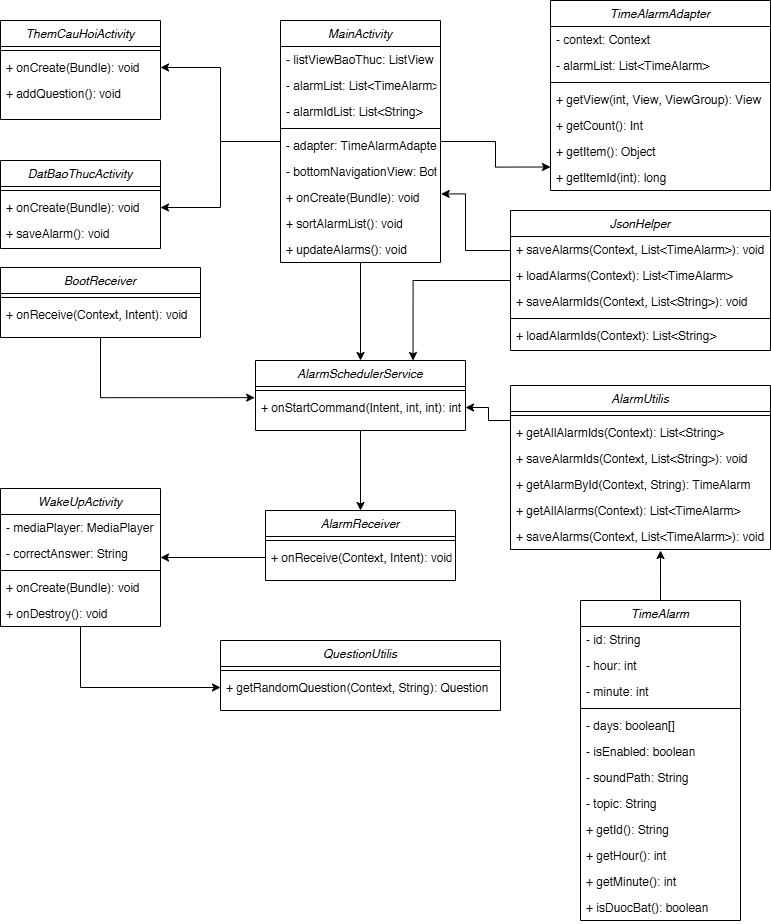 ThemCauHoiActivity
+ onCreate(Bundle): void
+ addQuestion(): void
MainActivity
- listViewBaoThuc: ListView
- alarmList: List<TimeAlarm>
- alarmIdList: List<String>
- adapter: TimeAlarmAdapte
- bottomNavigationView: Bot
+ onCreate(Bundle): void
+ sortAlarmList(): void
+ updateAlarms(): void
TimeAlarmAdapter
- context: Context
- alarmList: List<TimeAlarm>
+ getView(int, View, ViewGroup): View
+ getCount(): Int
+ getItem(): Object
+ getItemId(int): long
DatBaoThucActivity
+ onCreate(Bundle): void
+ saveAlarm(): void
JsonHelper
+ saveAlarms(Context, List<TimeAlarm>): void
+ loadAlarms(Context): List<TimeAlarm>
+ saveAlarmIds(Context, List<String>): void
+ loadAlarmIds(Context): List<String>
BootReceiver
+ onReceive(Context, Intent): void
AlarmSchedulerService
+ onStartCommand(Intent, int, int): int
AlarmUtilis
+ getAllAlarmIds(Context): List<String>
+ saveAlarmIds(Context, List<String>): void
+ getAlarmById(Context, String): TimeAlarm
+ getAllAlarms(Context): List<TimeAlarm>
+ saveAlarms(Context, List<TimeAlarm>): void
WakeUpActivity
- mediaPlayer: MediaPlayer
- correctAnswer: String
+ onCreate(Bundle): void
+ onDestroy(): void
AlarmReceiver
+ onReceive(Context, Intent): void
QuestionUtilis
+ getRandomQuestion(Context, String): Question
TimeAlarm
- id: String
- hour: int
- minute: int
- days: boolean[]
- isEnabled: boolean
- soundPath: String
- topic: String
+ getId(): String
+ getHour(): int
+ getMinute(): int
+ isDuocBat(): boolean